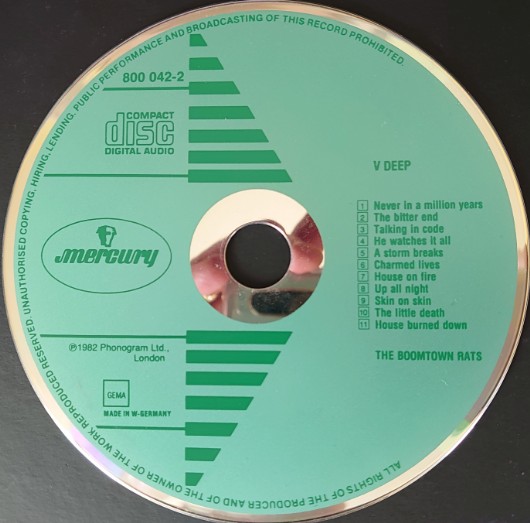 ALL RIGHTS OF THE PRODUCER AND OF THE OWNER OF THE WORK REPRODUCED RESERVED. UNAUTHORISED COPYING, HIRING, LENDING, PUBLIC PERFORMANCE AND BROADCASTING OF THIS RECORD PROHIBITED.
800 042-2
COMPACT
disc
DIGITAL AUDIO
mercury
℗1982 Phonogram Ltd.,
London
GEMA
MADE IN W-GERMANY
V DEEP
1 Never in a million years
2 The bitter end
3 Talking in code
4 He watches it all
5 A storm breaks
6 Charmed lives
7 House on fire
8 Up all night
9 Skin on skin
10 The little death
11 House burned down
THE BOOMTOWN RATS